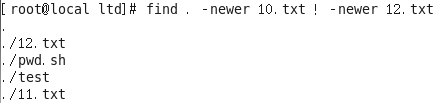 [root@local ltd]# find . -newer 10.txt ! -newer 12.txt
.
./12.txt
./pwd.sh
./test
./11.txt